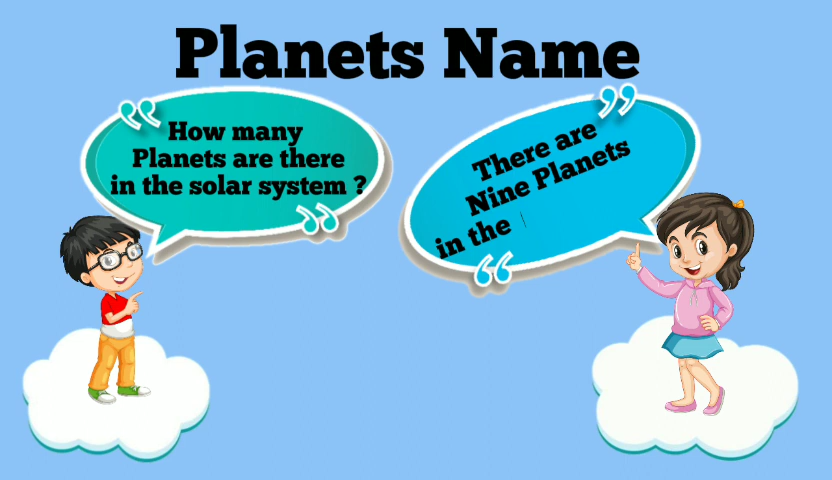 Planets Name
How many
Planets are there
in the solar system ?
There are
Nine Planets
in the